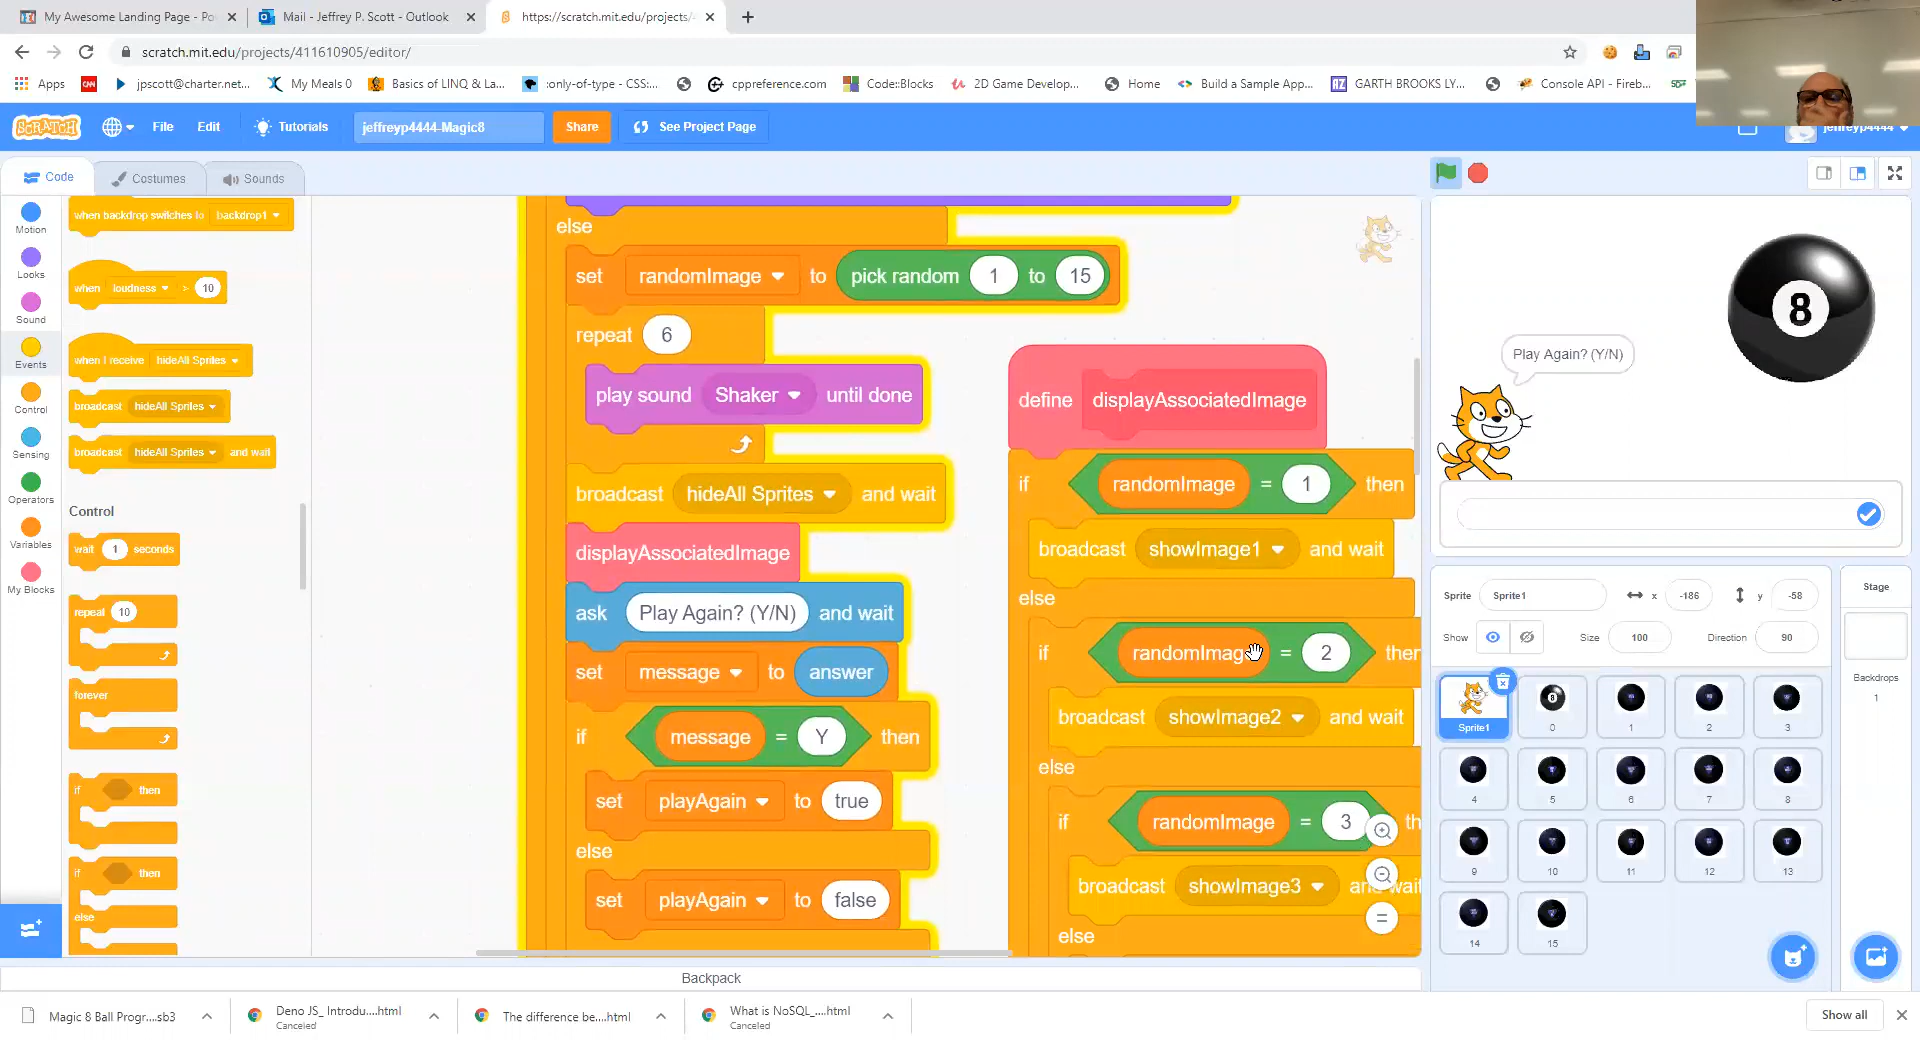 My Awesome Landing Page - Po
Mail - Jeffrey P. Scott - Outlook
https://scratch.mit.edu/projects/
scratch.mit.edu/projects/411610905/editor/
Apps
CNN
jpscott@charter.net...
My Meals 0
Basics of LINQ & La...
:only-of-type - CSS:...
cppreference.com
Code::Blocks
2D Game Develop...
Home
Build a Sample App...
GARTH BROOKS LY...
Console API - Fireb...
SCRATCH
File
Edit
Tutorials
jeffreyp4444-Magic8
Share
See Project Page
jeffreyp4444
Code
Costumes
Sounds
Motion
Looks
Sound
Events
Control
Sensing
Operators
Variables
My Blocks
when backdrop switches to backdrop1
when loudness > 10
when I receive hideAll Sprites
broadcast hideAll Sprites
broadcast hideAll Sprites and wait
Control
wait 1 seconds
repeat 10
forever
if then
if then
else
else
set randomImage to pick random 1 to 15
repeat 6
play sound Shaker until done
broadcast hideAll Sprites and wait
displayAssociatedImage
ask Play Again? (Y/N) and wait
set message to answer
if message = Y then
set playAgain to true
else
set playAgain to false
define displayAssociatedImage
if randomImage = 1 then
broadcast showImage1 and wait
else
if randomImage = 2 then
broadcast showImage2 and wait
else
if randomImage = 3 th
broadcast showImage3 and wait
else
8
Play Again? (Y/N)
Sprite Sprite1 x -186 y -58
Show Size 100 Direction 90
Stage
Backdrops
1
Sprite1 0 1 2 3
4 5 6 7 8
9 10 11 12 13
14 15
Backpack
Magic 8 Ball Progr....sb3
Deno JS_ Introdu....html
Canceled
The difference be....html
What is NoSQL_....html
Canceled
Show all